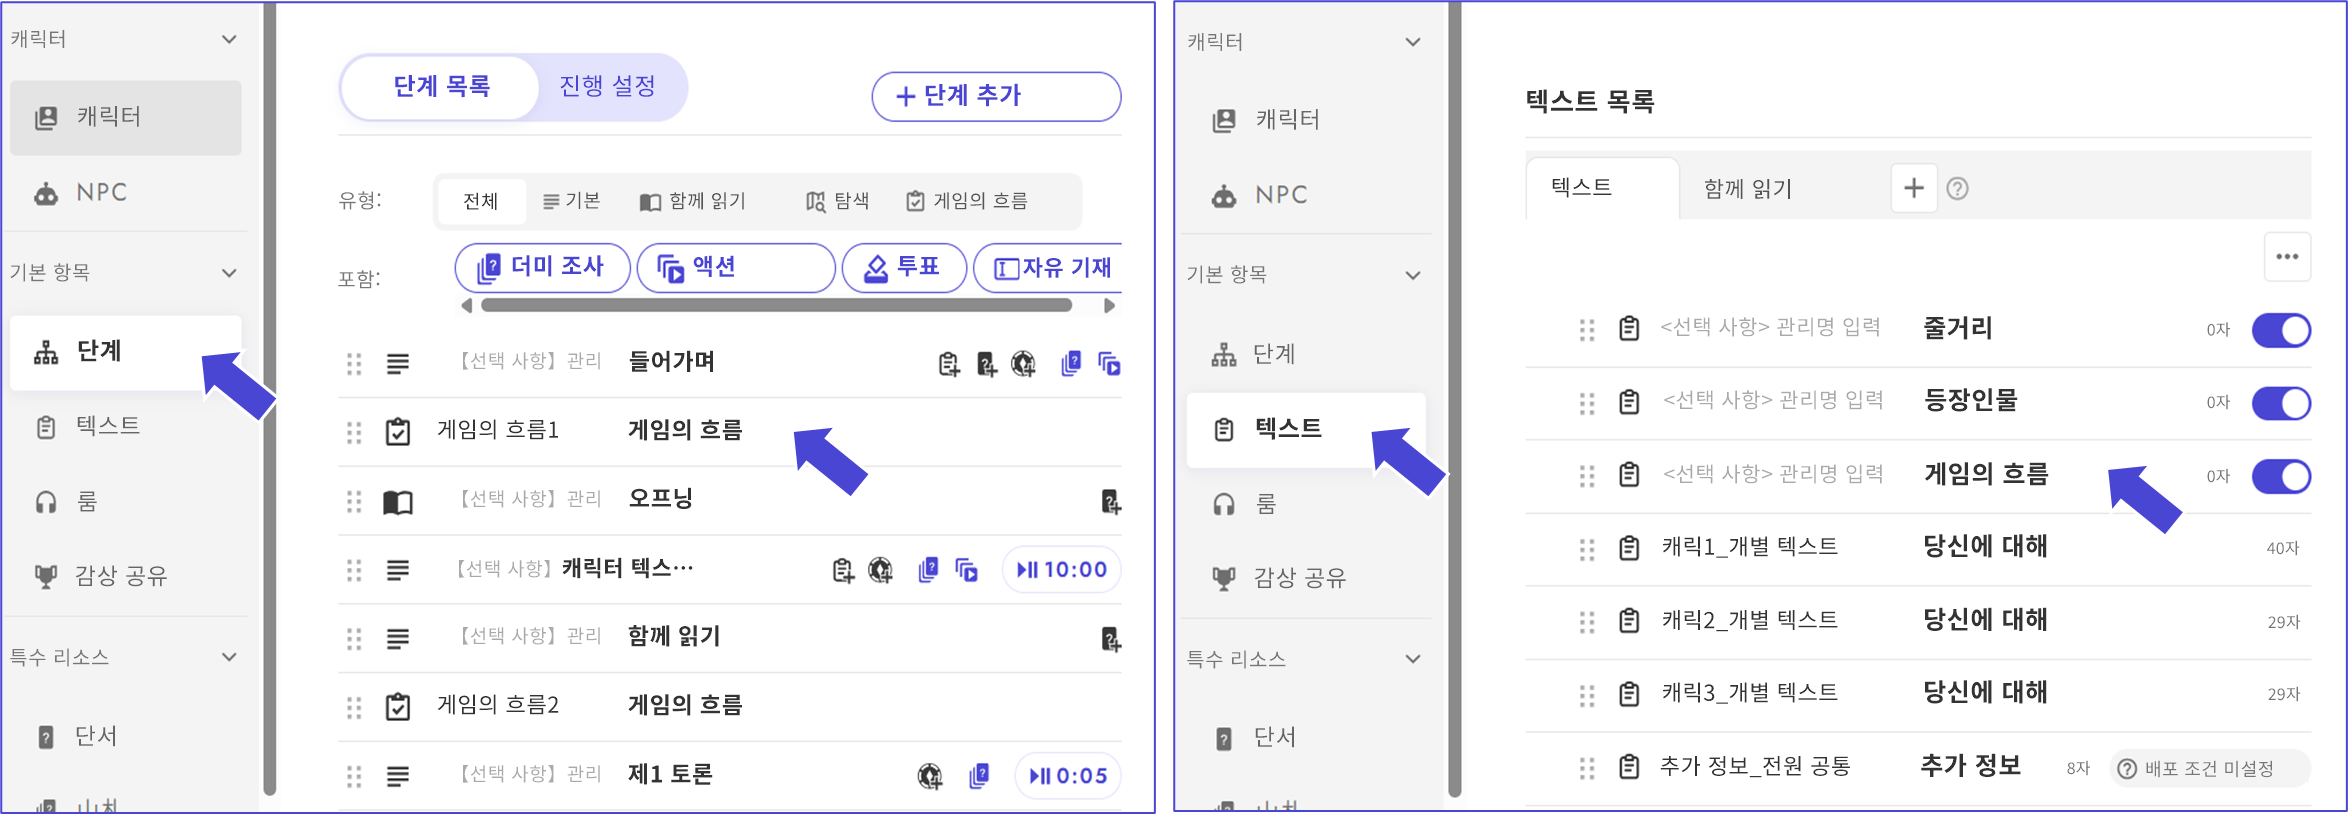 캐릭터
캐릭터
NPC
기본 항목
단계
텍스트
룸
감상 공유
특수 리소스
단서
단계 목록
진행 설정
+ 단계 추가
유형:
전체
기본
함께 읽기
탐색
게임의 흐름
포함:
더미 조사
액션
투표
자유 기재
【선택 사항】관리
들어가며
게임의 흐름1
게임의 흐름
【선택 사항】관리
오프닝
【선택 사항】
캐릭터 텍스…
10:00
【선택 사항】관리
함께 읽기
게임의 흐름2
게임의 흐름
【선택 사항】관리
제1 토론
0:05
캐릭터
캐릭터
NPC
기본 항목
단계
텍스트
룸
감상 공유
특수 리소스
단서
텍스트 목록
텍스트
함께 읽기
<선택 사항> 관리명 입력
줄거리
0자
<선택 사항> 관리명 입력
등장인물
0자
<선택 사항> 관리명 입력
게임의 흐름
0자
캐릭1_개별 텍스트
당신에 대해
40자
캐릭2_개별 텍스트
당신에 대해
29자
캐릭3_개별 텍스트
당신에 대해
29자
추가 정보_전원 공통
추가 정보
8자
배포 조건 미설정